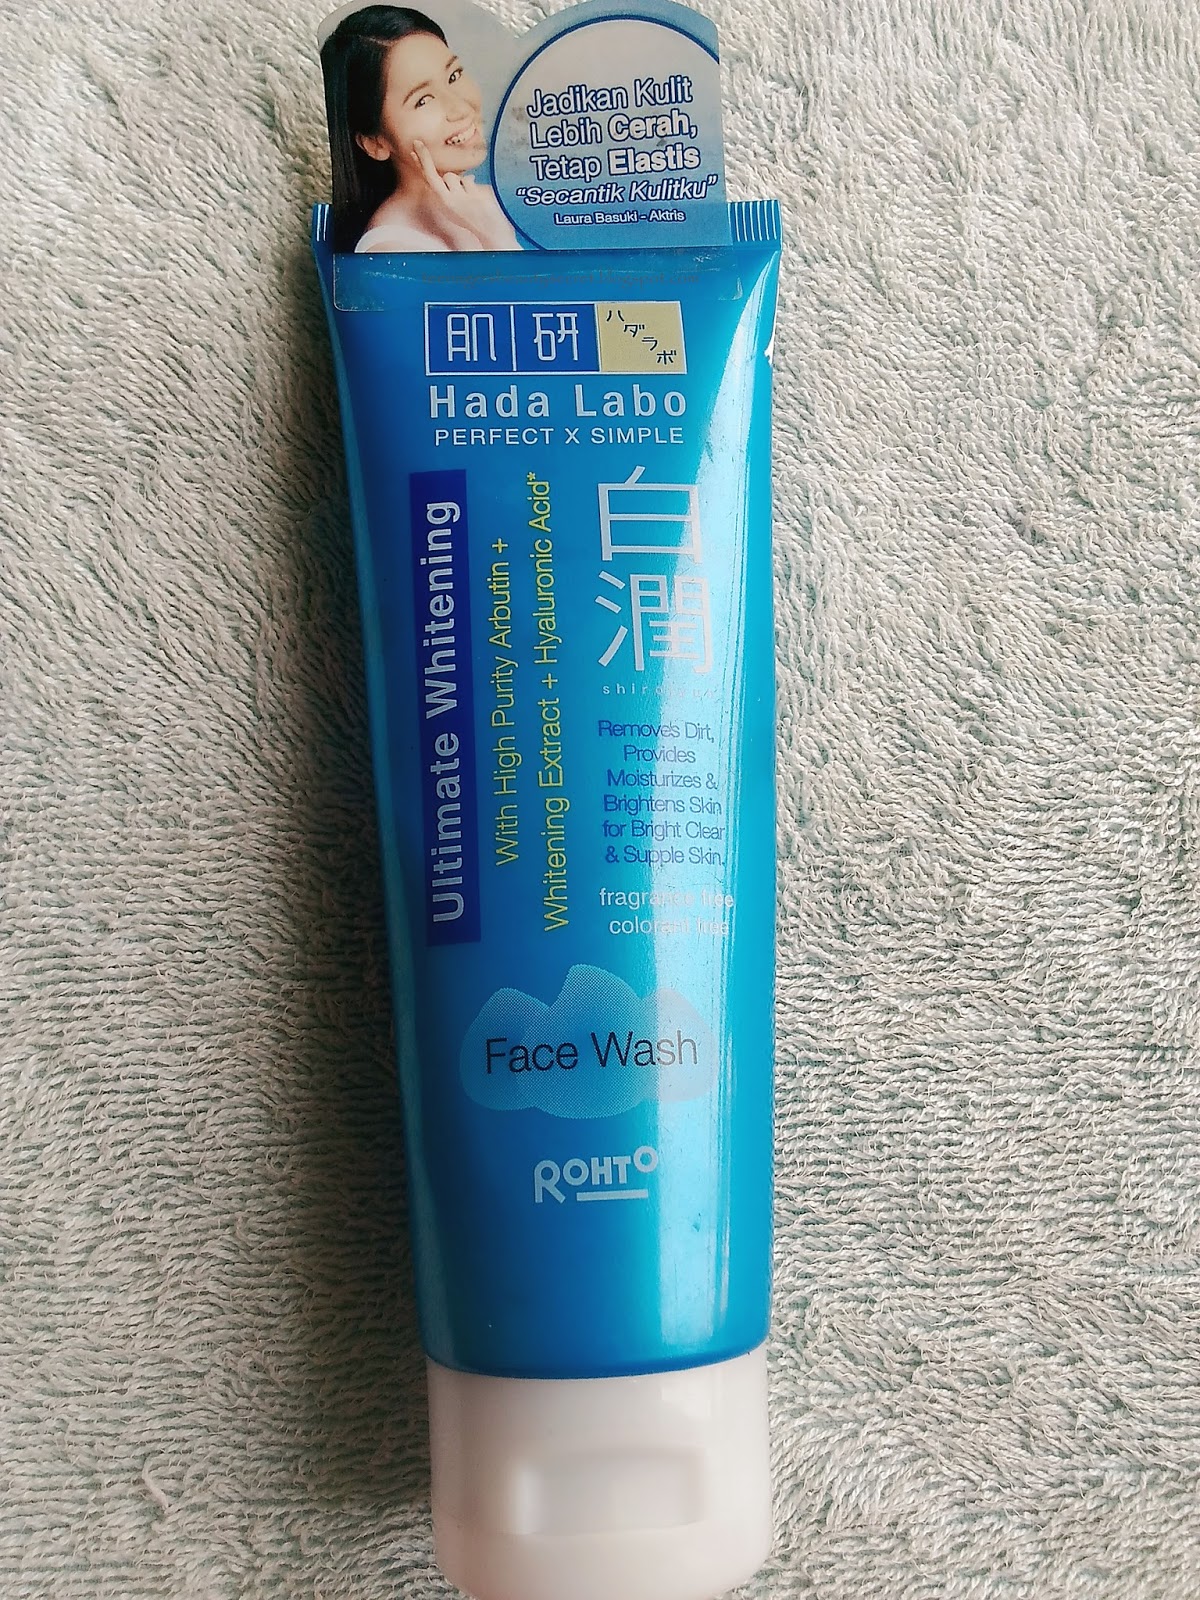 Jadikan Kulit
Lebih Cerah,
Tetap Elastis
"Secantik Kulitku"
Laura Basuki - Aktris
肌研
ハダラボ
Hada Labo
PERFECT X SIMPLE
Ultimate Whitening
With High Purity Arbutin +
Whitening Extract + Hyaluronic Acid*
白潤
Removes Dirt,
Provides
Moisturizes &
Brightens Skin
for Bright Clear
& Supple Skin.
fragrance free
colorant free
Face Wash
ROHTO